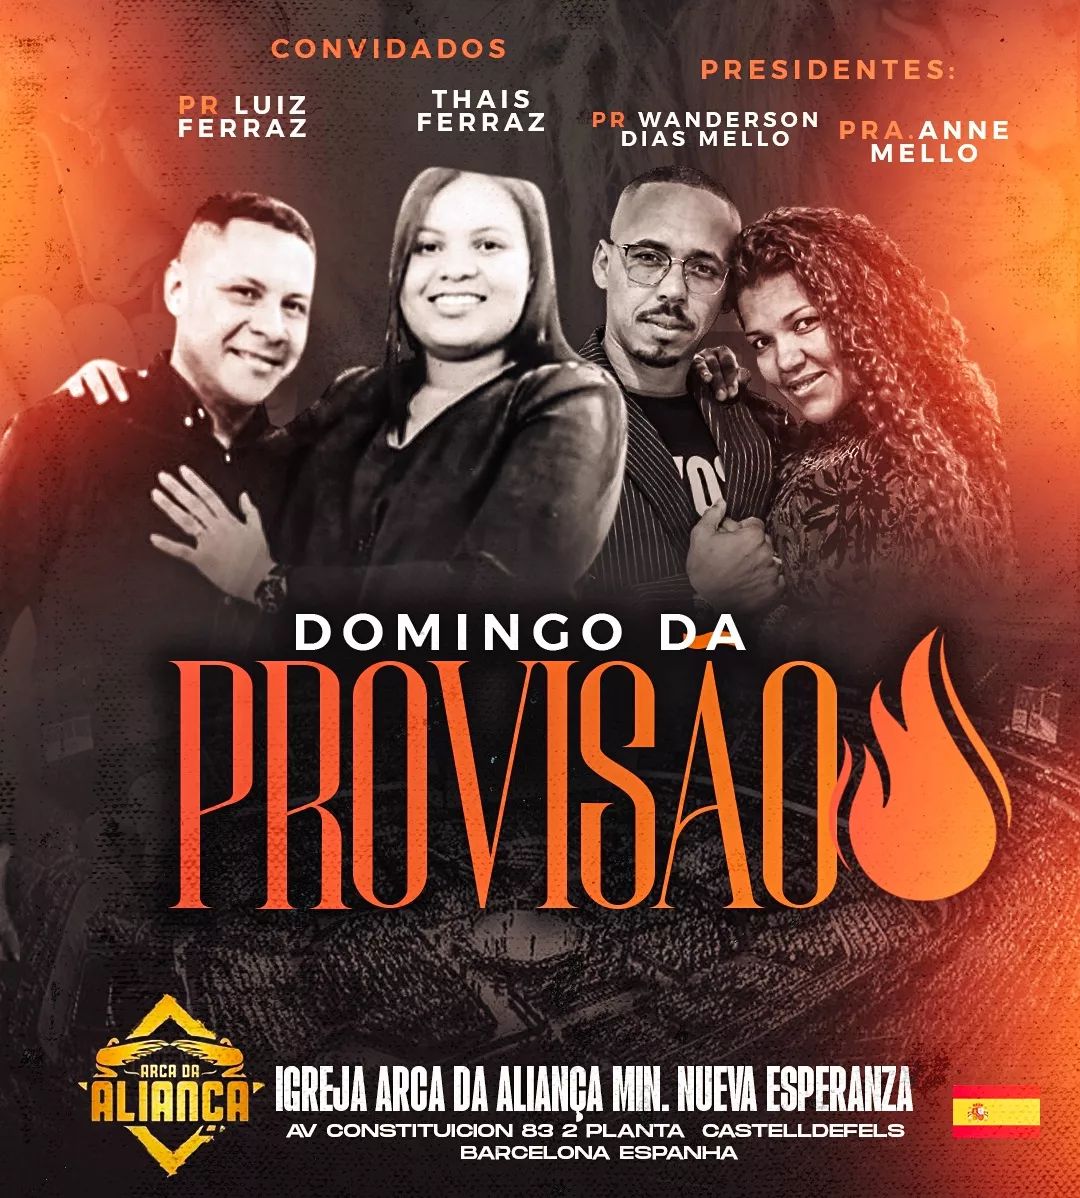 CONVIDADOS
PR LUIZ
FERRAZ
THAIS
FERRAZ
PRESIDENTES:
PR WANDERSON
DIAS MELLO
PRA.ANNE
MELLO
DOMINGO DA
PROVISÃO
ARCA DA
ALIANÇA
IGREJA ARCA DA ALIANÇA MIN. NUEVA ESPERANZA
AV CONSTITUICION 83 2 PLANTA CASTELLDEFELS
BARCELONA ESPANHA